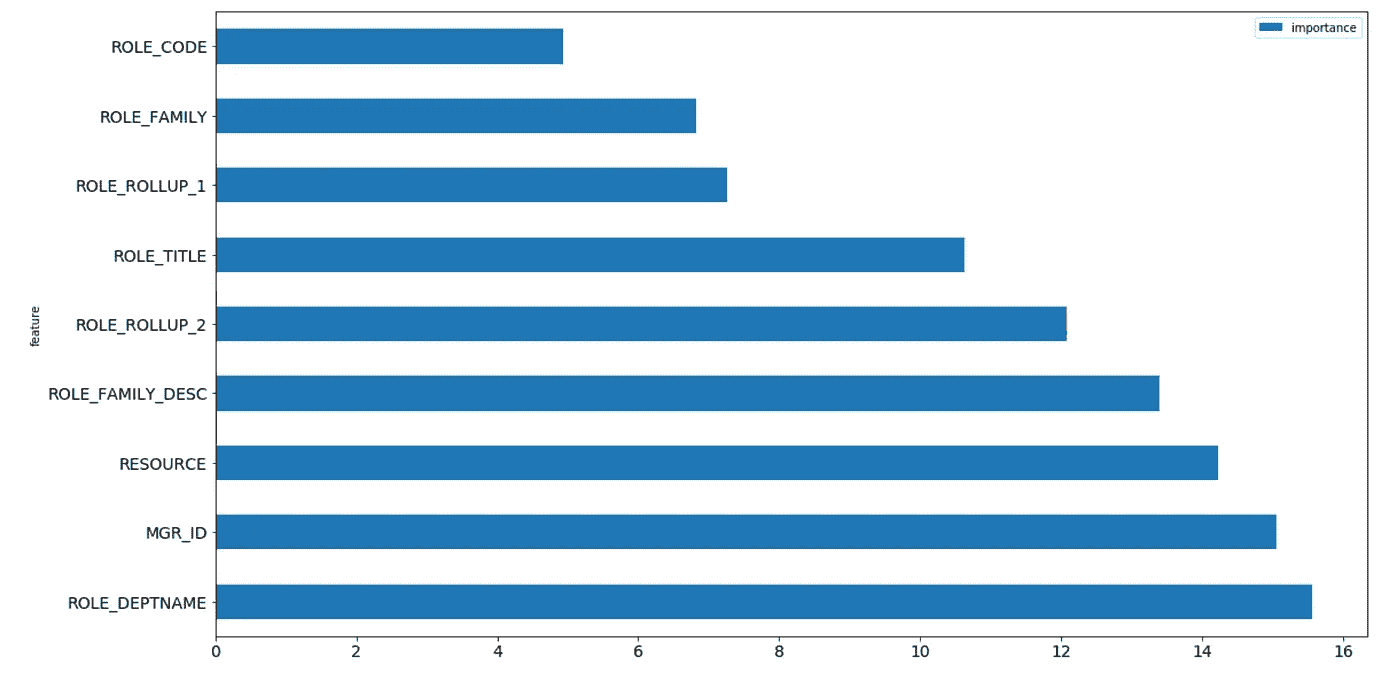 importance
ROLE_CODE
ROLE_FAMILY
ROLE_ROLLUP_1
ROLE_TITLE
ROLE_ROLLUP_2
ROLE_FAMILY_DESC
RESOURCE
MGR_ID
ROLE_DEPTNAME
feature
0 2 4 6 8 10 12 14 16